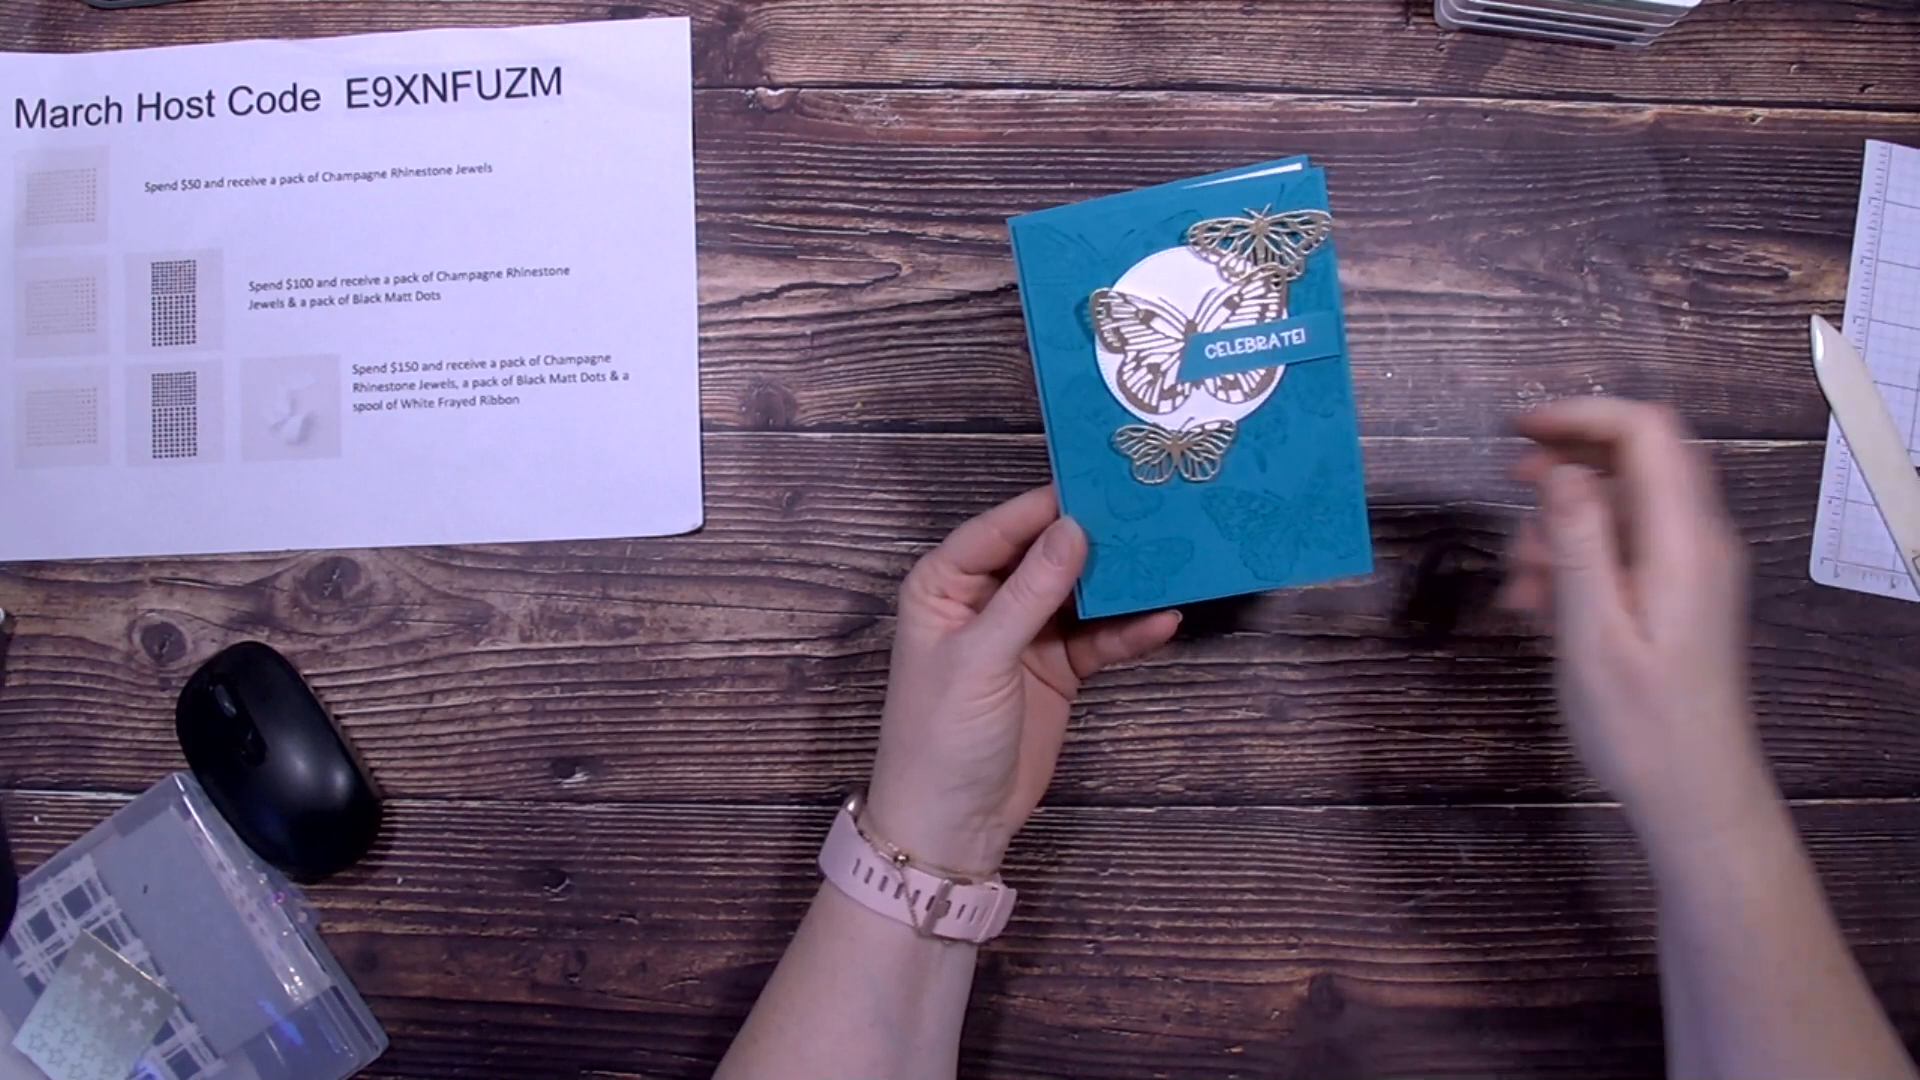 March Host Code E9XNFUZM
Spend $50 and receive a pack of Champagne Rhinestone Jewels
Spend $100 and receive a pack of Champagne Rhinestone
Jewels & a pack of Black Matt Dots
Spend $150 and receive a pack of Champagne
Rhinestone Jewels, a pack of Black Matt Dots & a
spool of White Frayed Ribbon
CELEBRATE!